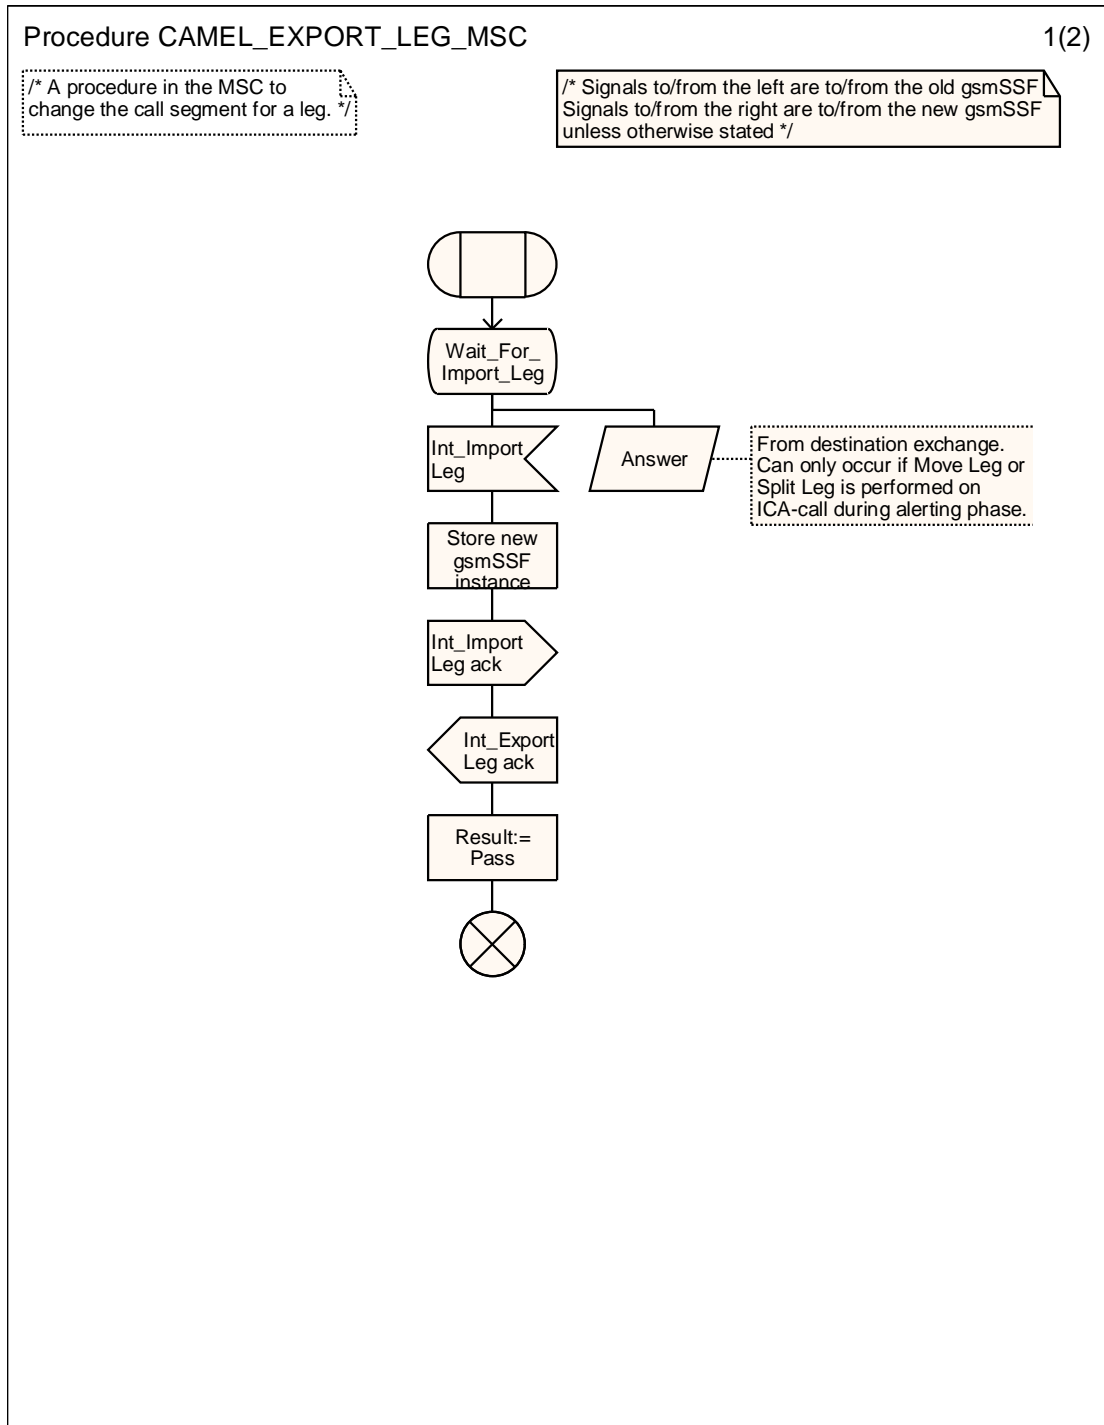 Procedure CAMEL_EXPORT_LEG_MSC
1(2)
/* A procedure in the MSC to
change the call segment for a leg. */
/* Signals to/from the left are to/from the old gsmSSF
Signals to/from the right are to/from the new gsmSSF
unless otherwise stated */
Wait_For_
Import_Leg
Int_Import
Leg
Answer
From destination exchange.
Can only occur if Move Leg or
Split Leg is performed on
ICA-call during alerting phase.
Store new
gsmSSF
instance
Int_Import
Leg ack
Int_Export
Leg ack
Result:=
Pass